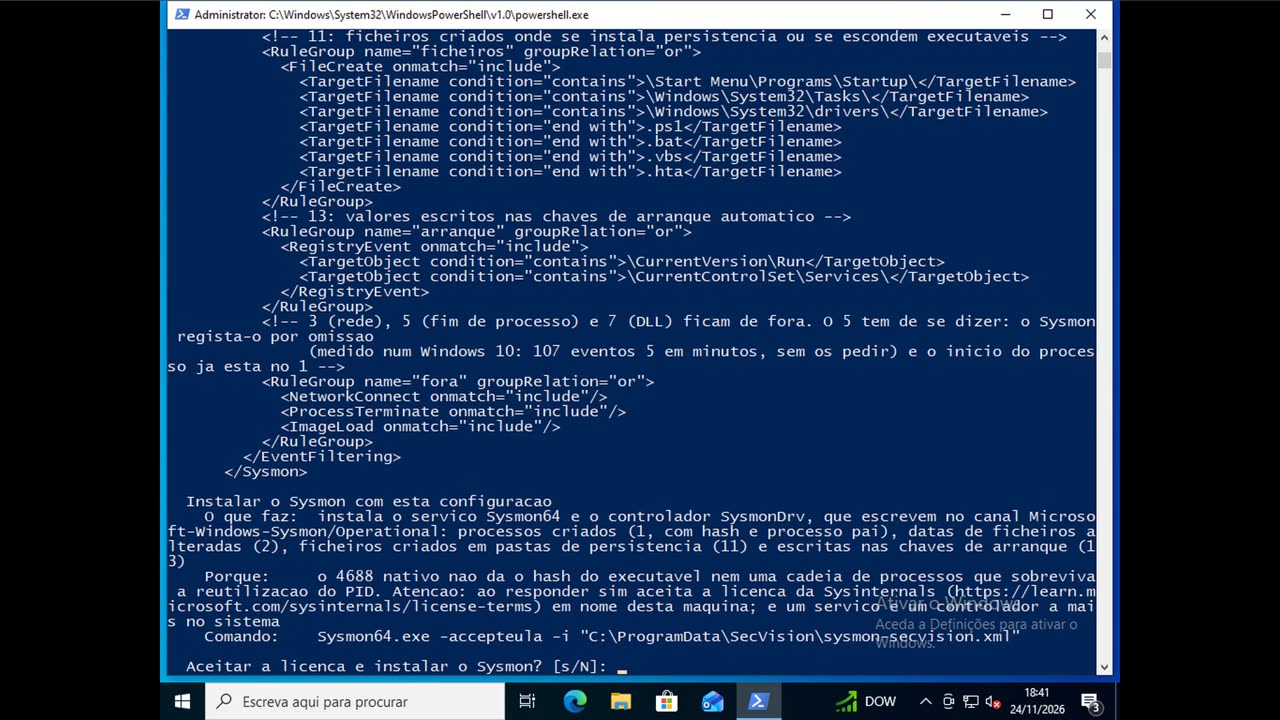 Administrator: C:\Windows\System32\WindowsPowerShell\v1.0\powershell.exe
<!-- 11: ficheiros criados onde se instala persistencia ou se escondem executaveis -->
<RuleGroup name="ficheiros" groupRelation="or">
<FileCreate onmatch="include">
<TargetFilename condition="contains">\Start Menu\Programs\Startup\</TargetFilename>
<TargetFilename condition="contains">\Windows\System32\Tasks\</TargetFilename>
<TargetFilename condition="contains">\Windows\System32\drivers\</TargetFilename>
<TargetFilename condition="end with">.ps1</TargetFilename>
<TargetFilename condition="end with">.bat</TargetFilename>
<TargetFilename condition="end with">.vbs</TargetFilename>
<TargetFilename condition="end with">.hta</TargetFilename>
</FileCreate>
</RuleGroup>
<!-- 13: valores escritos nas chaves de arranque automatico -->
<RuleGroup name="arranque" groupRelation="or">
<RegistryEvent onmatch="include">
<TargetObject condition="contains">\CurrentVersion\Run</TargetObject>
<TargetObject condition="contains">\CurrentControlSet\Services\</TargetObject>
</RegistryEvent>
</RuleGroup>
<!-- 3 (rede), 5 (fim de processo) e 7 (DLL) ficam de fora. O 5 tem de se dizer: o Sysmon
regista-o por omissao
(medido num Windows 10: 107 eventos 5 em minutos, sem os pedir) e o inicio do proces
so ja esta no 1 -->
<RuleGroup name="fora" groupRelation="or">
<NetworkConnect onmatch="include"/>
<ProcessTerminate onmatch="include"/>
<ImageLoad onmatch="include"/>
</RuleGroup>
</EventFiltering>
</Sysmon>
Instalar o Sysmon com esta configuracao
O que faz: instala o servico Sysmon64 e o controlador SysmonDrv, que escrevem no canal Microso
ft-Windows-Sysmon/Operational: processos criados (1, com hash e processo pai), datas de ficheiros a
lteradas (2), ficheiros criados em pastas de persistencia (11) e escritas nas chaves de arranque (1
3)
Porque: o 4688 nativo nao da o hash do executavel nem uma cadeia de processos que sobreviva
a reutilizacao do PID. Atencao: ao responder sim aceita a licenca da Sysinternals (https://learn.m
icrosoft.com/sysinternals/license-terms) em nome desta maquina; e um servico e um controlador a mai
s no sistema
Comando: Sysmon64.exe -accepteula -i "C:\ProgramData\SecVision\sysmon-secvision.xml"
Aceitar a licenca e instalar o Sysmon? [s/N]: _
Ativar o Windows
Aceda a Definições para ativar o
Windows.
Escreva aqui para procurar
DOW
18:41
24/11/2026
3